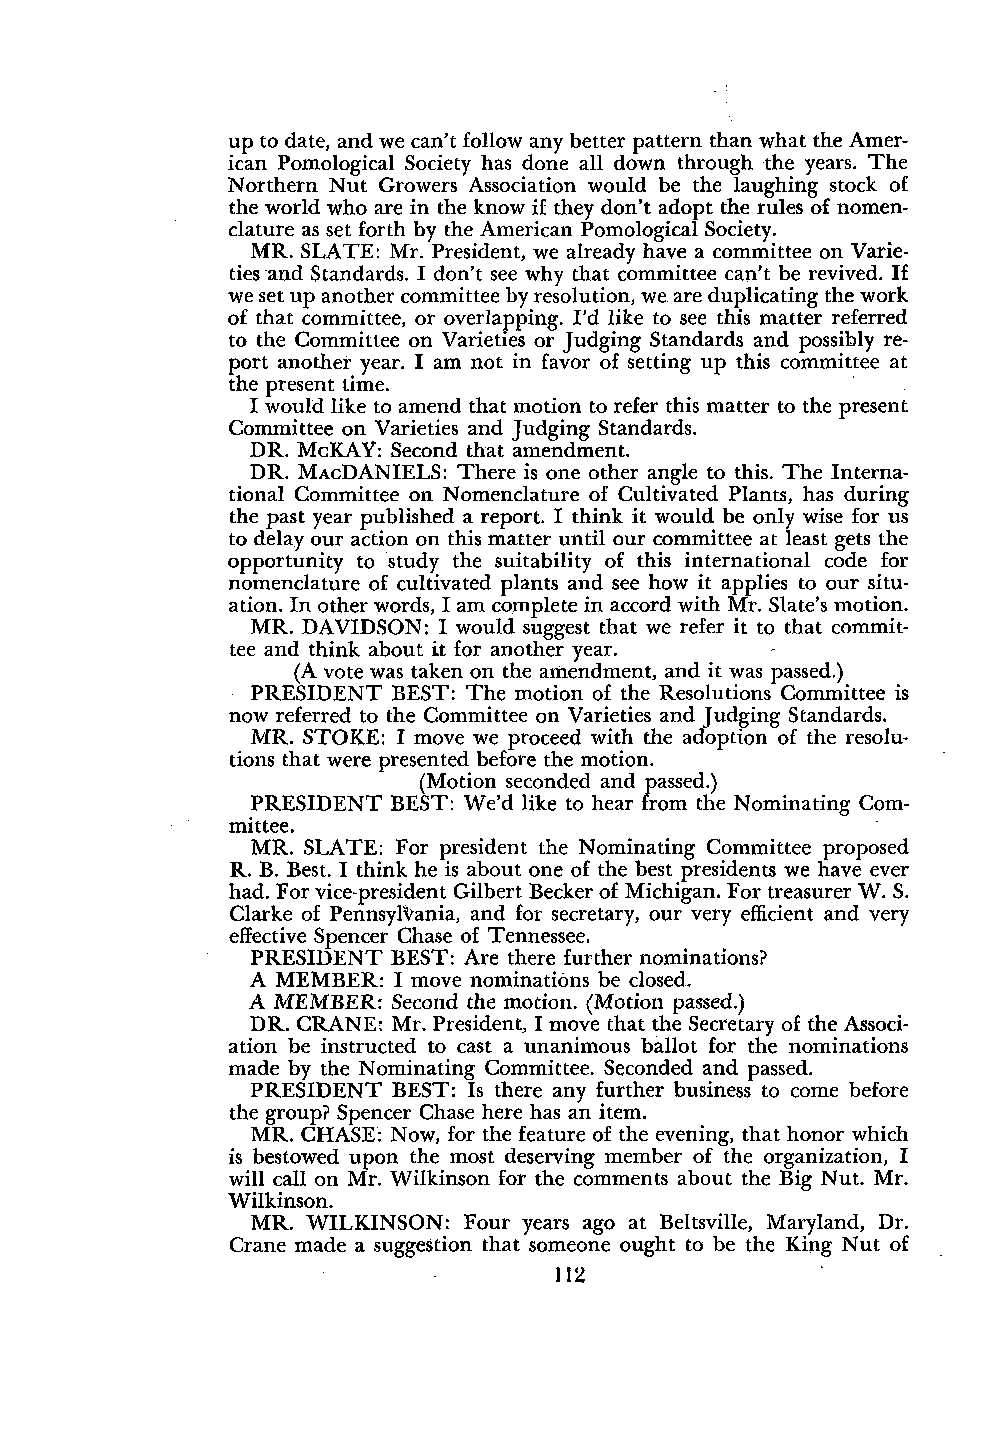 up to date, and we can't follow any better pattern than what the Amer-
ican Pomological Society has done all down through the years. The
Northern Nut Growers Association would be the laughing stock of
the world who are in the know if they don't adopt the rules of nomen-
clature as set forth by the American Pomological Society.
MR. SLATE: Mr. President, we already have a committee on Varie-
ties and Standards. I don't see why that committee can't be revived. If
we set up another committee by resolution, we are duplicating the work
of that committee, or overlapping. I'd like to see this matter referred
to the Committee on Varieties or Judging Standards and possibly re-
port another year. I am not in favor of setting up this committee at
the present time.
I would like to amend that motion to refer this matter to the present
Committee on Varieties and Judging Standards.
DR. McKAY: Second that amendment.
DR. MACDANIELS: There is one other angle to this. The Interna-
tional Committee on Nomenclature of Cultivated Plants, has during
the past year published a report. I think it would be only wise for us
to delay our action on this matter until our committee at least gets the
opportunity to study the suitability of this international code for
nomenclature of cultivated plants and see how it applies to our situ-
ation. In other words, I am complete in accord with Mr. Slate's motion.
MR. DAVIDSON: I would suggest that we refer it to that commit-
tee and think about it for another year.
(A vote was taken on the amendment, and it was passed.)
PRESIDENT BEST: The motion of the Resolutions Committee is
now referred to the Committee on Varieties and Judging Standards.
MR. STOKE: I move we proceed with the adoption of the resolu-
tions that were presented before the motion.
(Motion seconded and passed.)
PRESIDENT BEST: We'd like to hear from the Nominating Com-
mittee.
MR. SLATE: For president the Nominating Committee proposed
R. B. Best. I think he is about one of the best presidents we have ever
had. For vice-president Gilbert Becker of Michigan. For treasurer W. S.
Clarke of Pennsylvania, and for secretary, our very efficient and very
effective Spencer Chase of Tennessee.
PRESIDENT BEST: Are there further nominations?
A MEMBER: I move nominations be closed.
A MEMBER: Second the motion. (Motion passed.)
DR. CRANE: Mr. President, I move that the Secretary of the Associ-
ation be instructed to cast a unanimous ballot for the nominations
made by the Nominating Committee. Seconded and passed.
PRESIDENT BEST: Is there any further business to come before
the group? Spencer Chase here has an item.
MR. CHASE: Now, for the feature of the evening, that honor which
is bestowed upon the most deserving member of the organization, I
will call on Mr. Wilkinson for the comments about the Big Nut. Mr.
Wilkinson.
MR. WILKINSON: Four years ago at Beltsville, Maryland, Dr.
Crane made a suggestion that someone ought to be the King Nut of
112